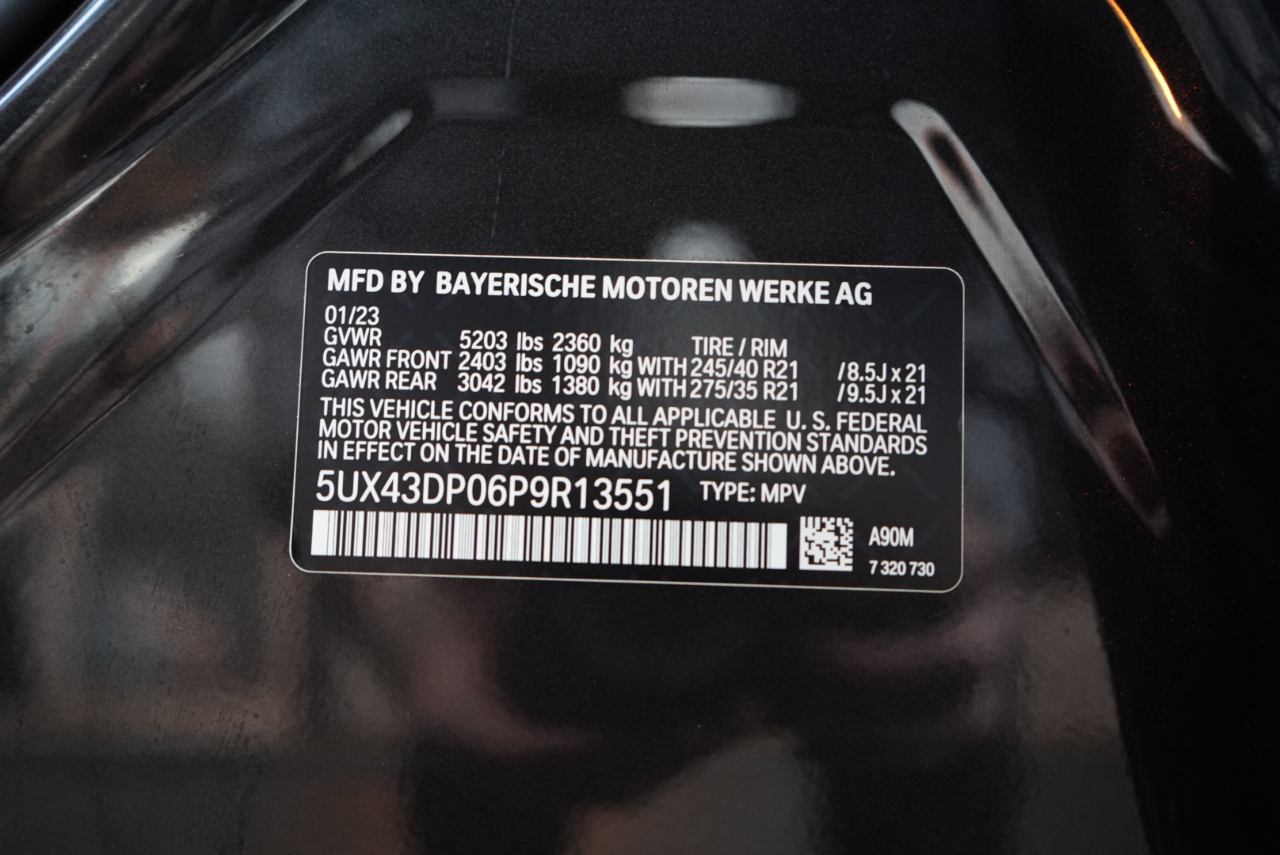 MFD BY BAYERISCHE MOTOREN WERKE AG
01/23
GVWR 5203 lbs 2360 kg TIRE / RIM
GAWR FRONT 2403 lbs 1090 kg WITH 245/40 R21 /8.5J x 21
GAWR REAR 3042 lbs 1380 kg WITH 275/35 R21 /9.5J x 21
THIS VEHICLE CONFORMS TO ALL APPLICABLE U. S. FEDERAL
MOTOR VEHICLE SAFETY AND THEFT PREVENTION STANDARDS
IN EFFECT ON THE DATE OF MANUFACTURE SHOWN ABOVE.
5UX43DP06P9R13551 TYPE: MPV
A90M
7 320 730